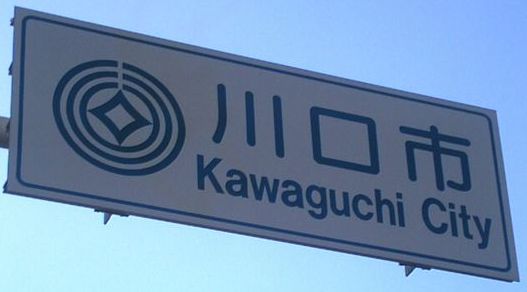 川口市
Kawaguchi City